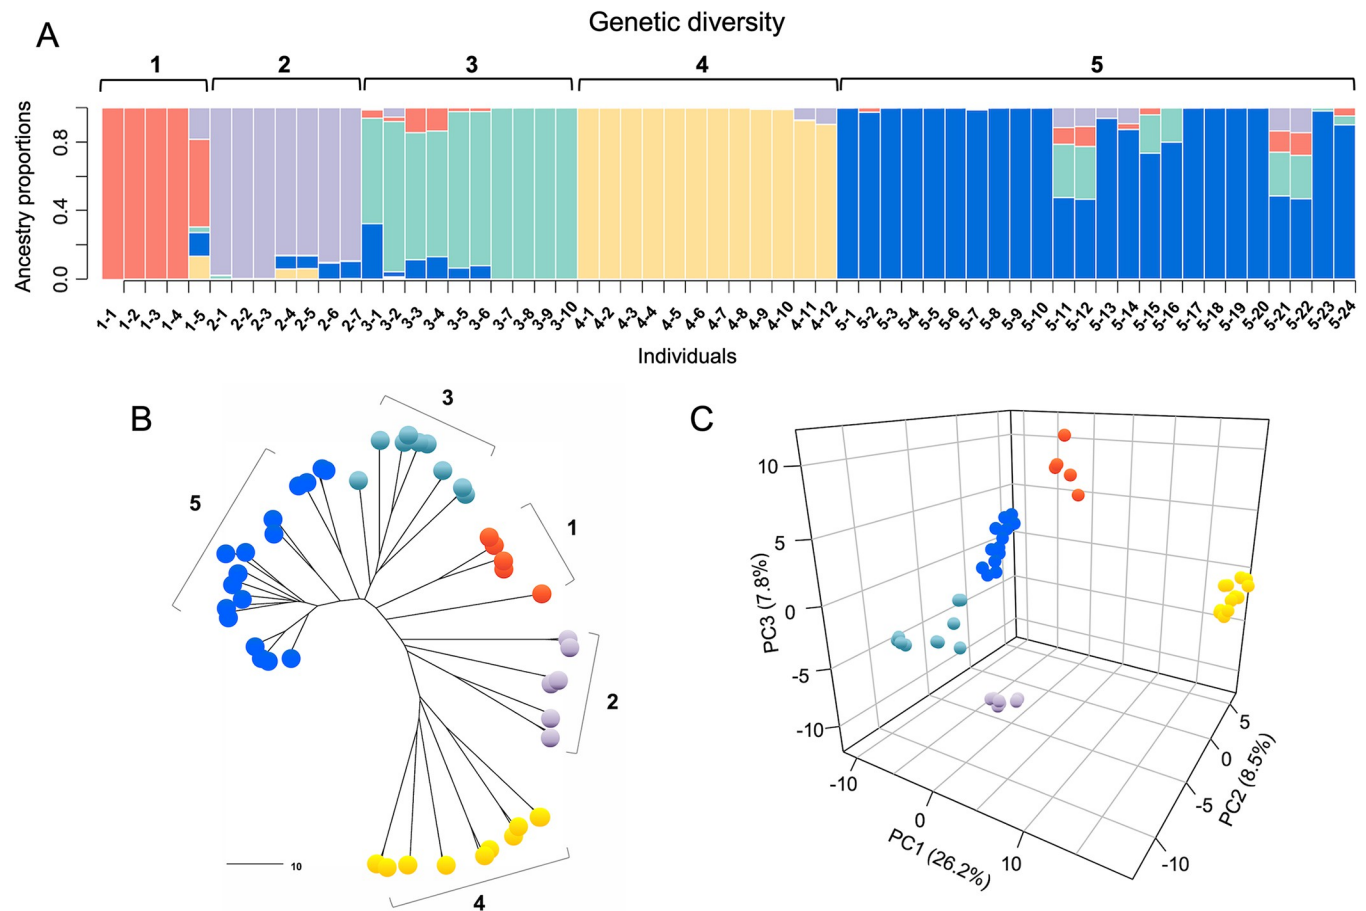 Genetic diversity
A
1 2 3 4 5
Ancestry proportions
0.8
0.4
0.0
1-1 1-2 1-3 1-4 1-5 2-1 2-2 2-3 2-4 2-5 2-6 2-7 3-1 3-2 3-3 3-4 3-5 3-6 3-7 3-8 3-9 3-10 4-1 4-2 4-3 4-4 4-5 4-6 4-7 4-8 4-9 4-10 4-11 4-12 5-1 5-2 5-3 5-4 5-5 5-6 5-7 5-8 5-9 5-10 5-11 5-12 5-13 5-14 5-15 5-16 5-17 5-18 5-19 5-20 5-21 5-22 5-23 5-24
Individuals
B
3
5
1
2
4
10
C
10
5
0
-5
-10
PC3 (7.8%)
-10
0
10
PC1 (26.2%)
5
0
-5
-10
PC2 (8.5%)